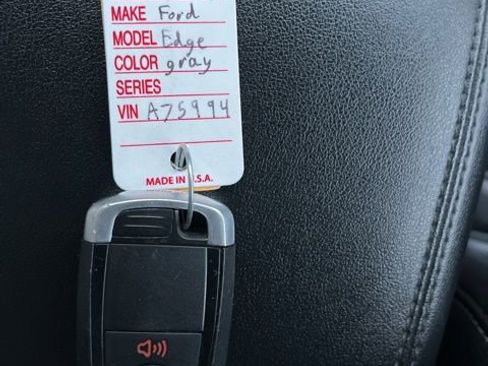 MAKE Ford
MODEL Edge
COLOR gray
SERIES
VIN A75994
MADE IN U.S.A.